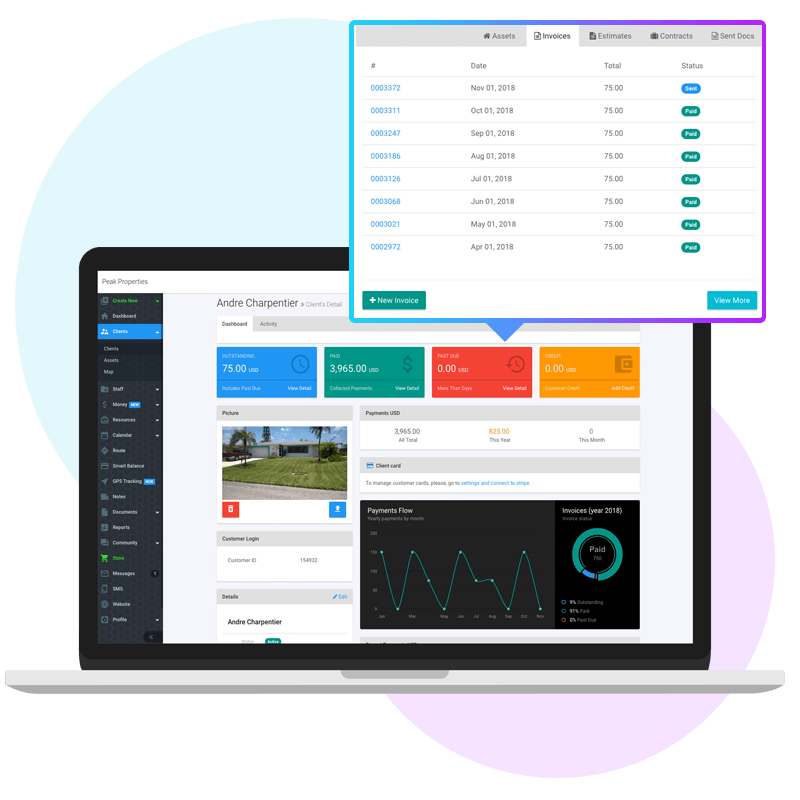 Assets Invoices Estimates Contracts Sent Docs
# Date Total Status
0003372 Nov 01, 2018 75.00 Sent
0003311 Oct 01, 2018 75.00 Paid
0003247 Sep 01, 2018 75.00 Paid
0003186 Aug 01, 2018 75.00 Paid
0003126 Jul 01, 2018 75.00 Paid
0003068 Jun 01, 2018 75.00 Paid
0003021 May 01, 2018 75.00 Paid
0002972 Apr 01, 2018 75.00 Paid
+ New Invoice View More
Peak Properties
Create New
Dashboard
Clients
Clients
Assets
Map
Staff
Money NEW
Resources
Calendar
Route
Smart Balance
GPS Tracking NEW
Notes
Documents
Reports
Community
Store
Messages 1
SMS
Website
Profile
Andre Charpentier » Client's Detail
Dashboard Activity
OUTSTANDING
75.00 USD
Includes Past Due View Detail
PAID
3,965.00 USD
Collected Payments View Detail
PAST DUE
0.00 USD
More Than Days View Detail
CREDIT
0.00 USD
Customer Credit Add Credit
Picture
Customer Login
Customer ID 154932
Details Edit
Andre Charpentier
Status Active
Payments USD
3,965.00 825.00 0
All Total This Year This Month
Client card
To manage customer cards, please, go to settings and connect to stripe.
Payments Flow
Yearly payments by month
200
150
100
50
0
Jan Mar May Jun Jul Aug Sep Oct Nov
Invoices (year 2018)
Invoice status
Paid
750
9% Outstanding
91% Paid
0% Past Due